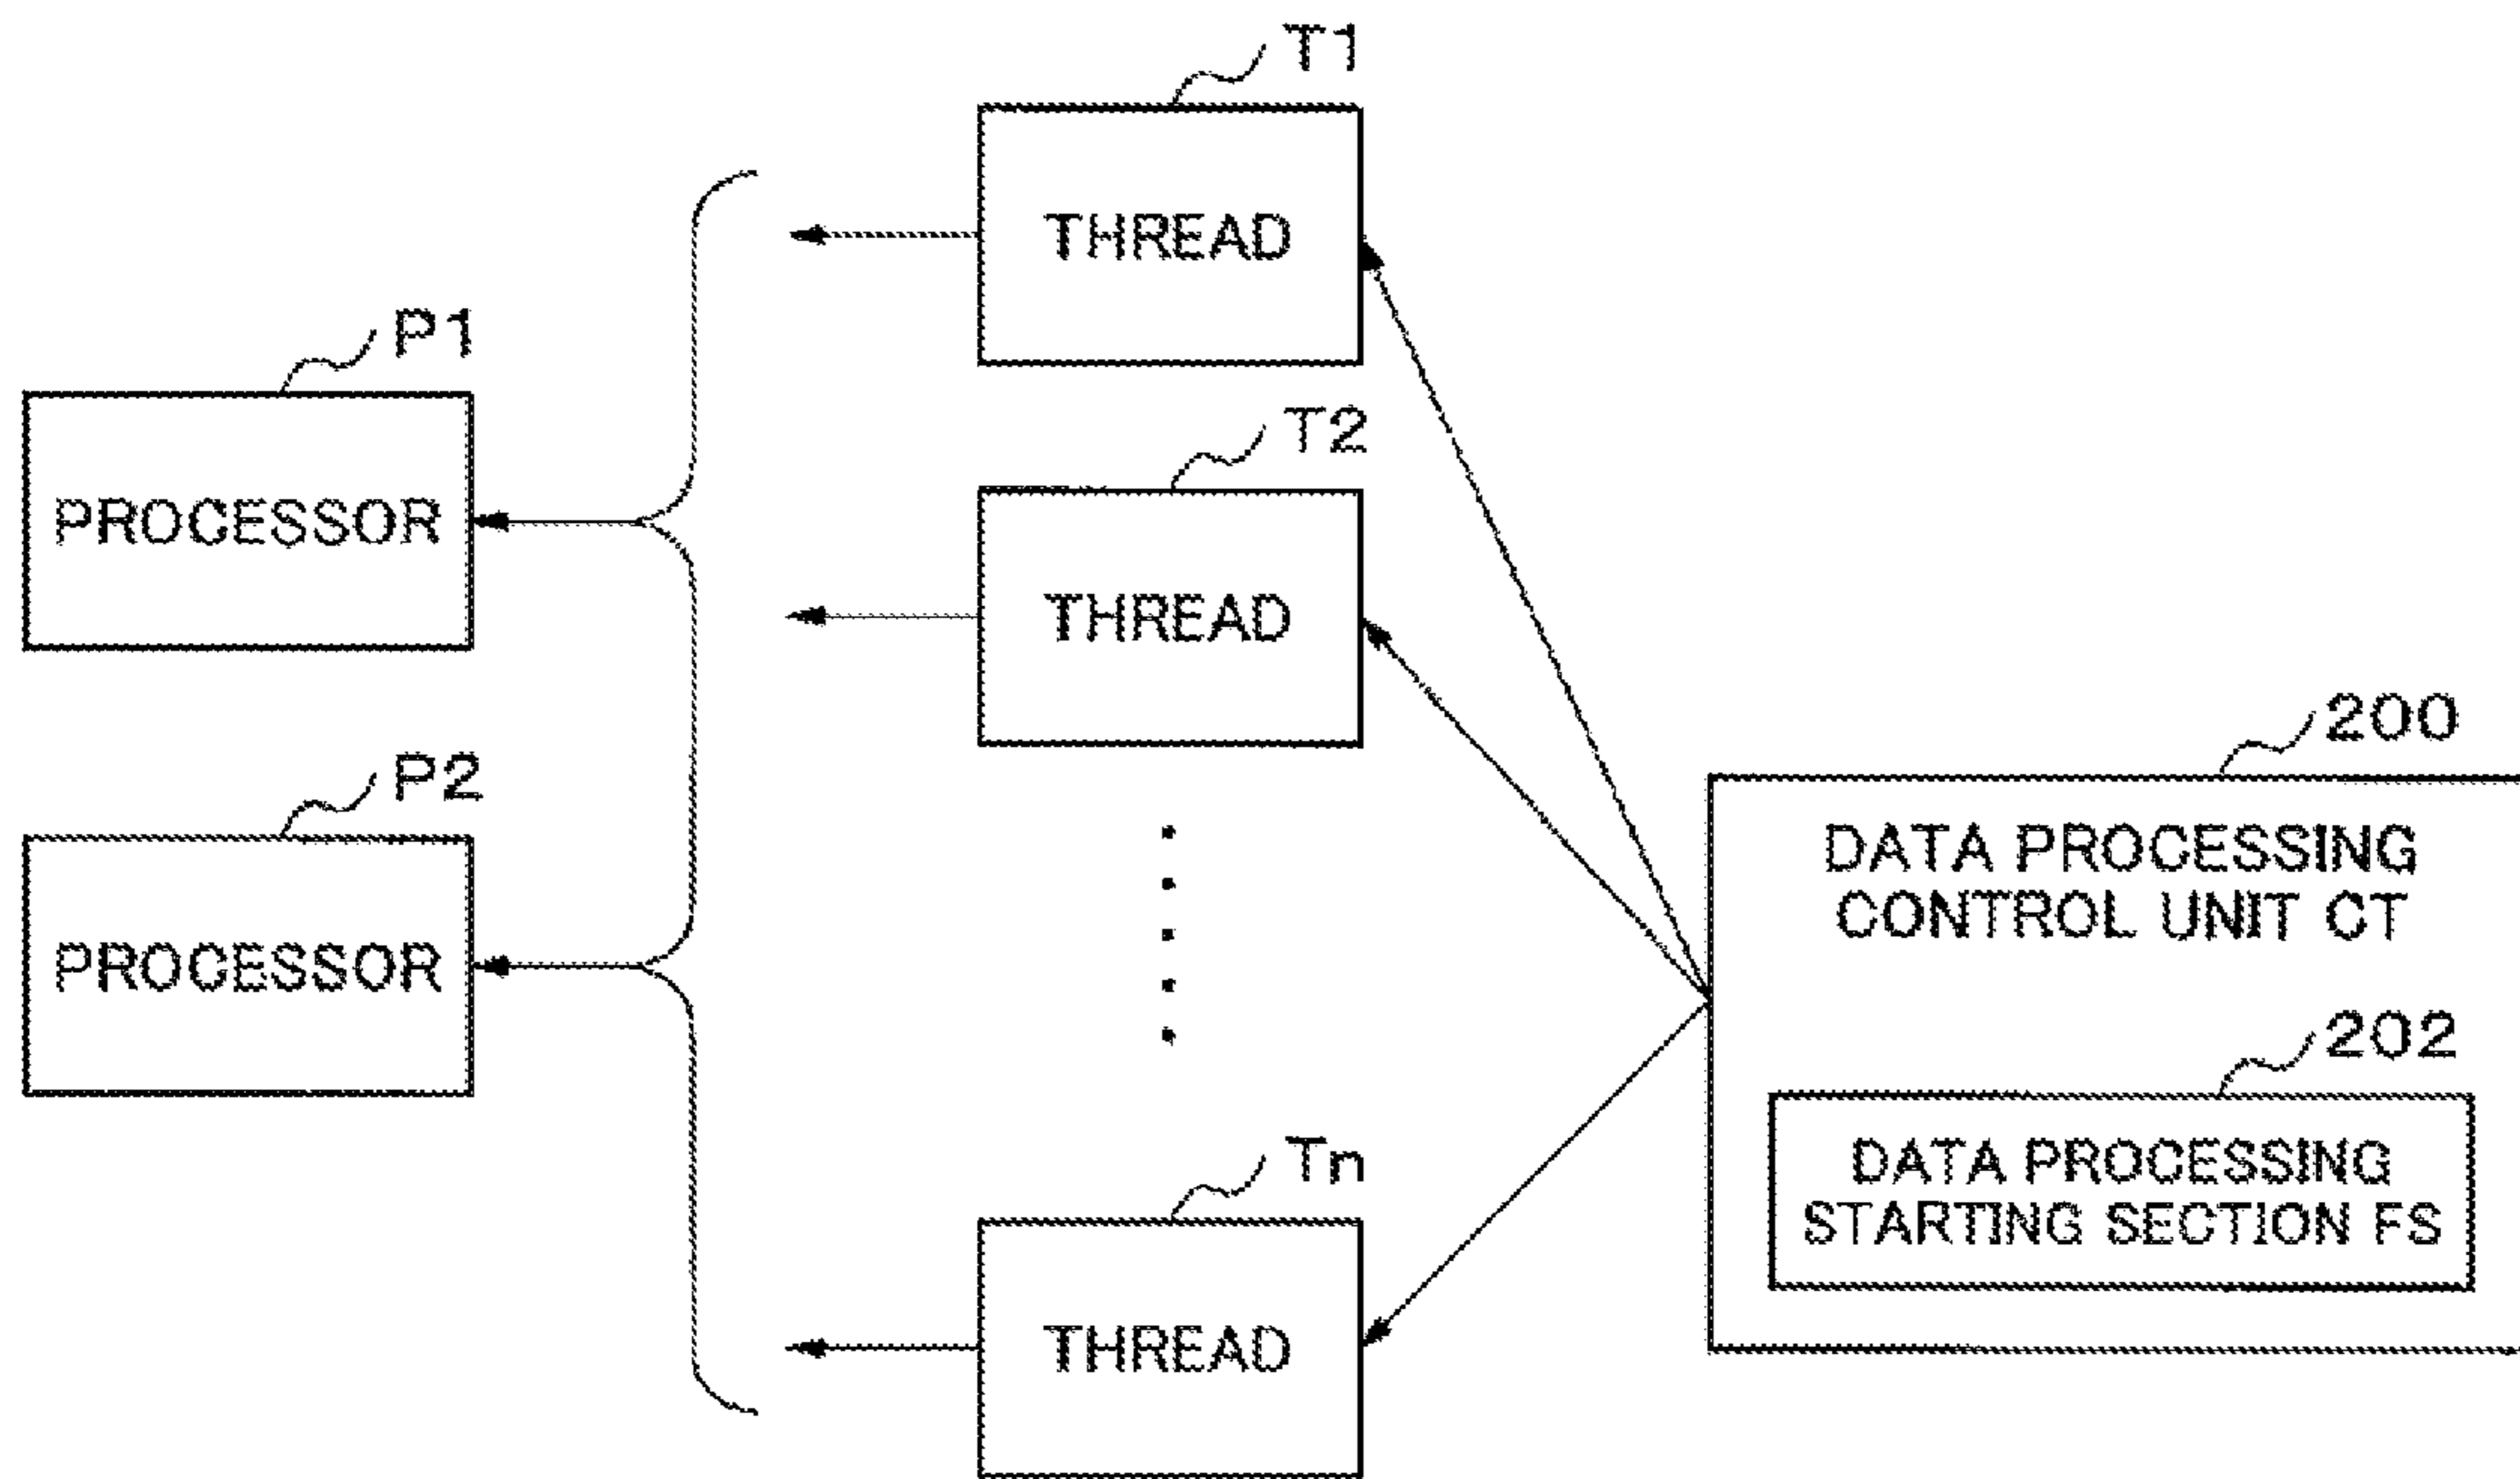 T1
THREAD
P1
PROCESSOR
T2
THREAD
P2
PROCESSOR
200
DATA PROCESSING
CONTROL UNIT CT
202
DATA PROCESSING
STARTING SECTION FS
Tn
THREAD